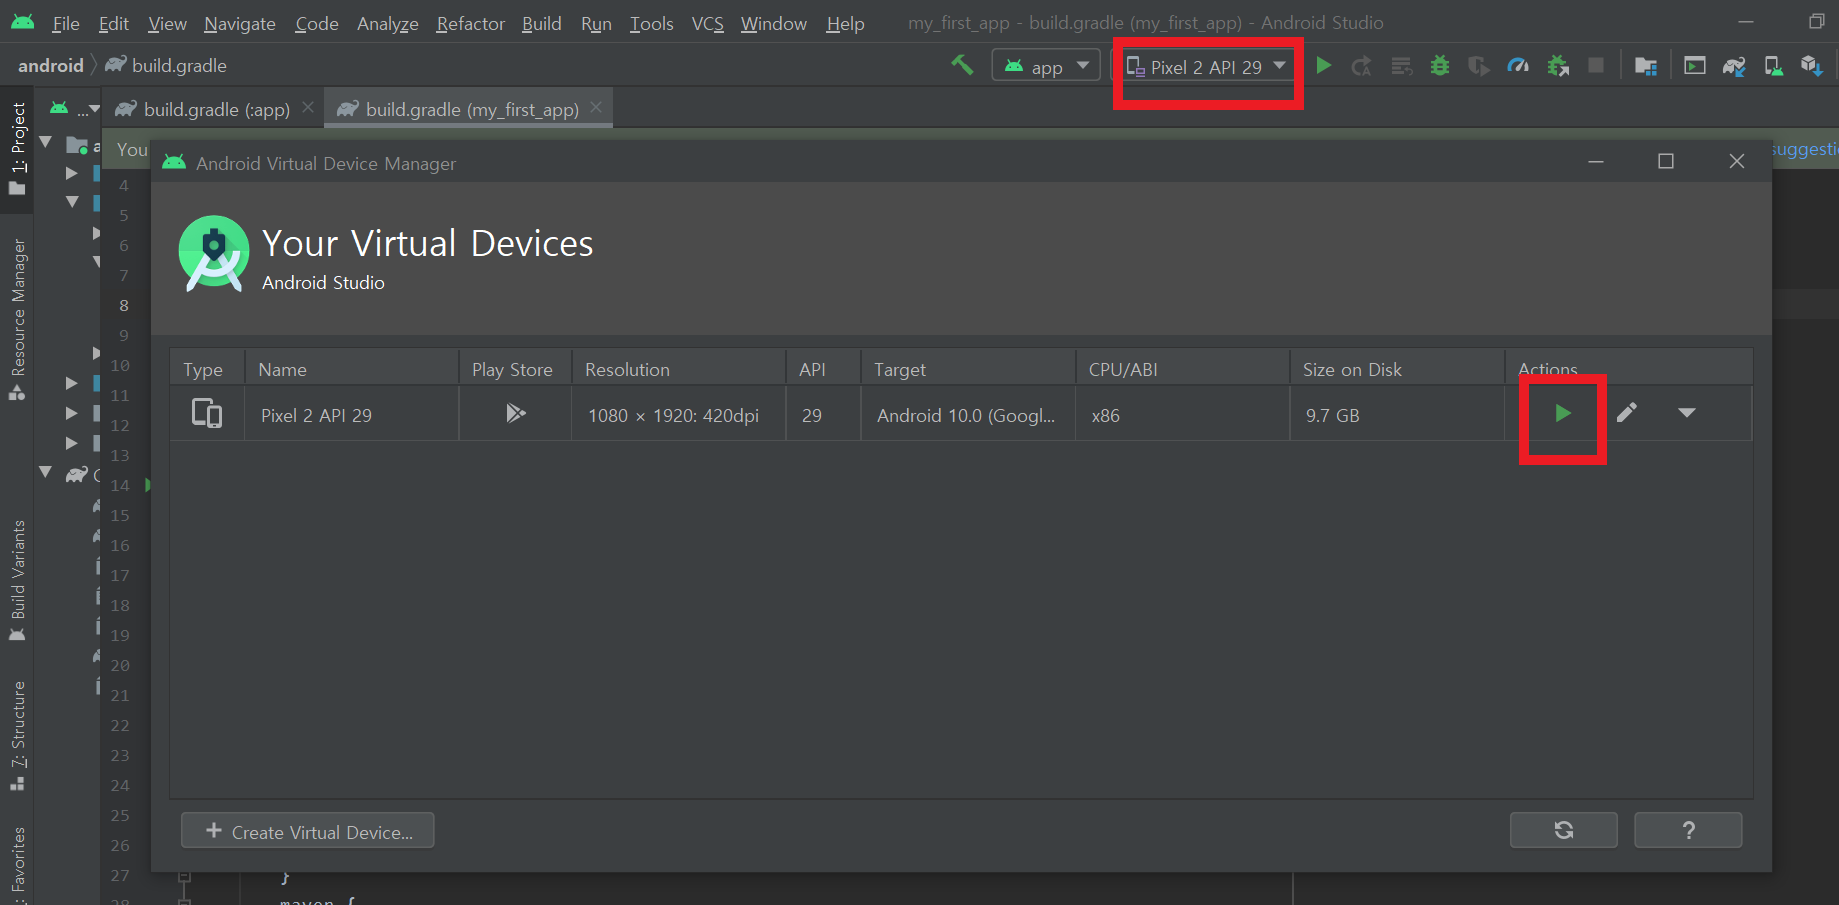 File Edit View Navigate Code Analyze Refactor Build Run Tools VCS Window Help my_first_app - build.gradle (my_first_app) - Android Studio
android build.gradle app Pixel 2 API 29
... build.gradle (:app) build.gradle (my_first_app)
1: Project
Resource Manager
Build Variants
7: Structure
: Favorites
a
You
suggesti
Android Virtual Device Manager
Your Virtual Devices
Android Studio
Type Name Play Store Resolution API Target CPU/ABI Size on Disk Actions
Pixel 2 API 29 1080 × 1920: 420dpi 29 Android 10.0 (Googl... x86 9.7 GB
+ Create Virtual Device... ?
4
5
6
7
8
9
10
11
12
13
14
15
16
17
18
19
20
21
22
23
24
25
26
27 }
28 maven {